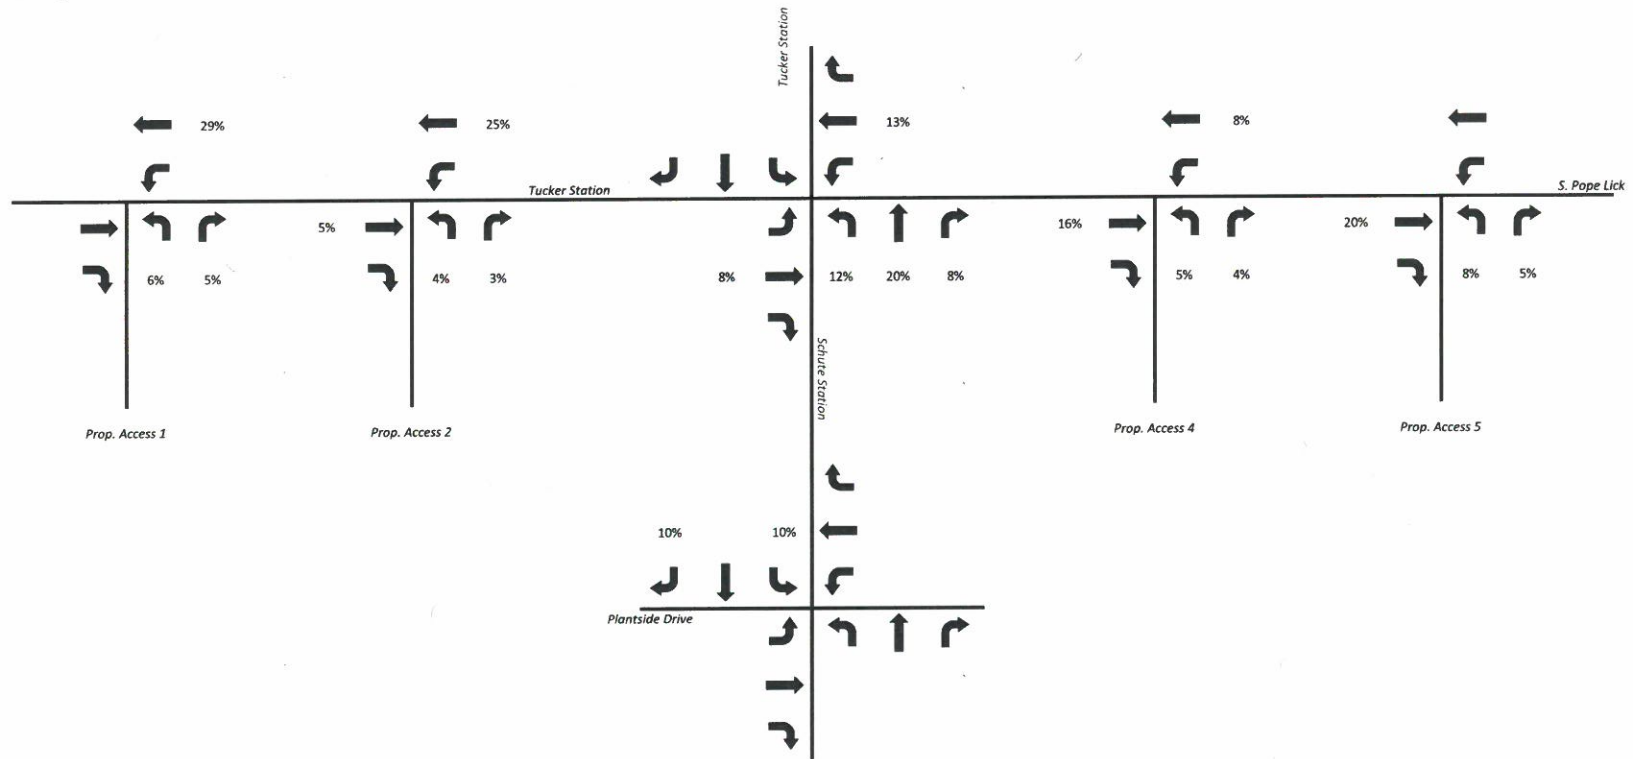 Tucker Station
29%
25%
13%
8%
Tucker Station
S. Pope Lick
5%
16%
20%
6% 5%
4% 3%
8%
12% 20% 8%
5% 4%
8% 5%
Schute Station
Prop. Access 1
Prop. Access 2
Prop. Access 4
Prop. Access 5
10% 10%
Plantside Drive